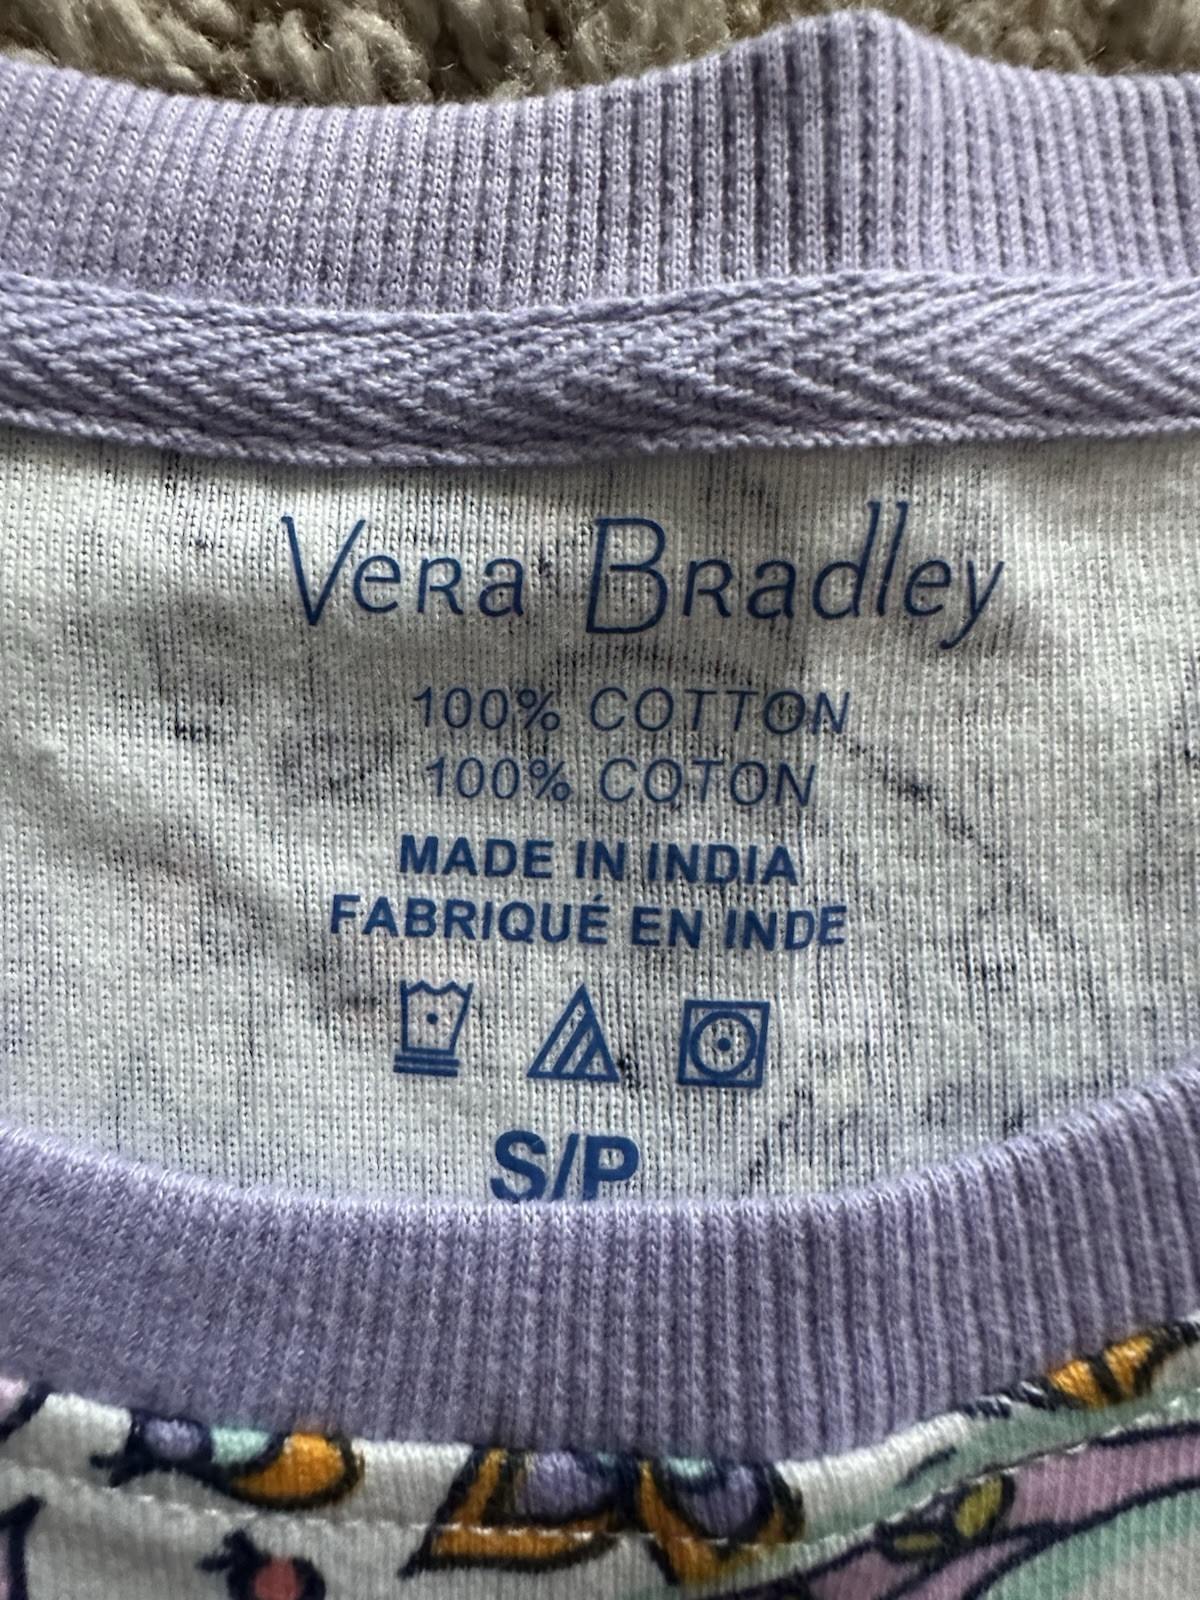 Vera Bradley
100% COTTON
100% COTON
MADE IN INDIA
FABRIQUÉ EN INDE
S/P